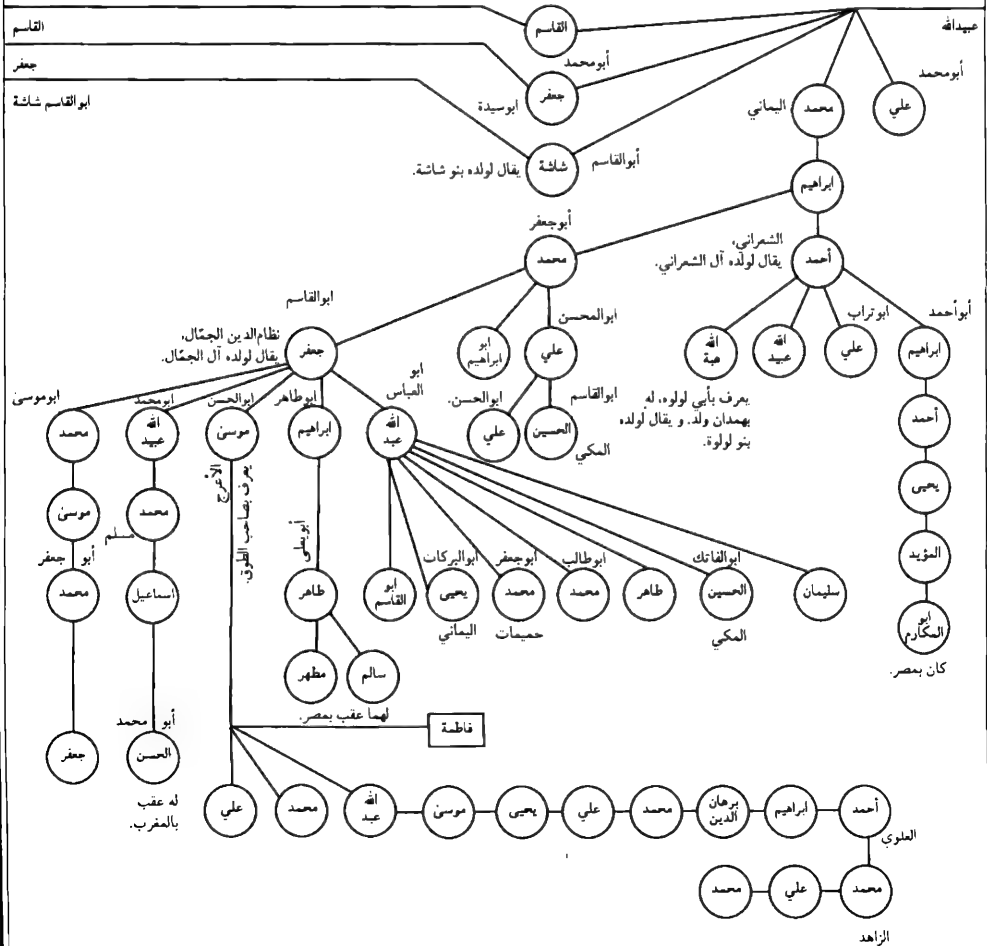 عبيدالله
القاسم
القاسم
أبومحمد
جعفر
جعفر
ابوسيدة
ابوالقاسم شاشة
أبوالقاسم
شاشة
يقال لولده بنو شاشة.
أبومحمد
علي
محمد
اليماني
ابراهيم
أبوجعفر
محمد
الشعراني،
يقال لولده آل الشعراني.
أحمد
ابوالقاسم
جعفر
نظام‌الدين الجمّال،
يقال لولده آل الجمّال.
ابو ابراهيم
ابوالمحسن
علي
ابوالحسن.
علي
ابوالقاسم
الحسين
المكي
الله هبة
الله عبيد
ابوتراب
علي
أبوأحمد
ابراهيم
يعرف بأبي لولوه، له
بهمدان ولد. و يقال لولده
بنو لولوة.
أحمد
يحيى
المؤيد
ابو المكارم
كان بمصر.
ابوموسىٰ
محمد
موسىٰ
أبو جعفر
محمد
جعفر
ابومحمد
الله عبيد
محمد
مسلم
اسماعيل
أبو محمد
الحسن
له عقب
بالمغرب.
ابوالحسن
موسىٰ
الأعرج
يعرف بصاحب الطوق.
ابوطاهر
ابراهيم
أبويعلى
طاهر
مطهر
سالم
لهما عقب بمصر.
ابو العباس
الله عبد
ابو القاسم
ابوالبركات
يحيى
اليماني
أبوجعفر
محمد
حميمات
ابوطالب
محمد
طاهر
ابوالفاتك
الحسين
المكي
سليمان
فاطمة
علي
محمد
الله عبد
موسىٰ
يحيى
علي
محمد
برهان الدين
ابراهيم
أحمد
العلوي
محمد
علي
محمد
الزاهد